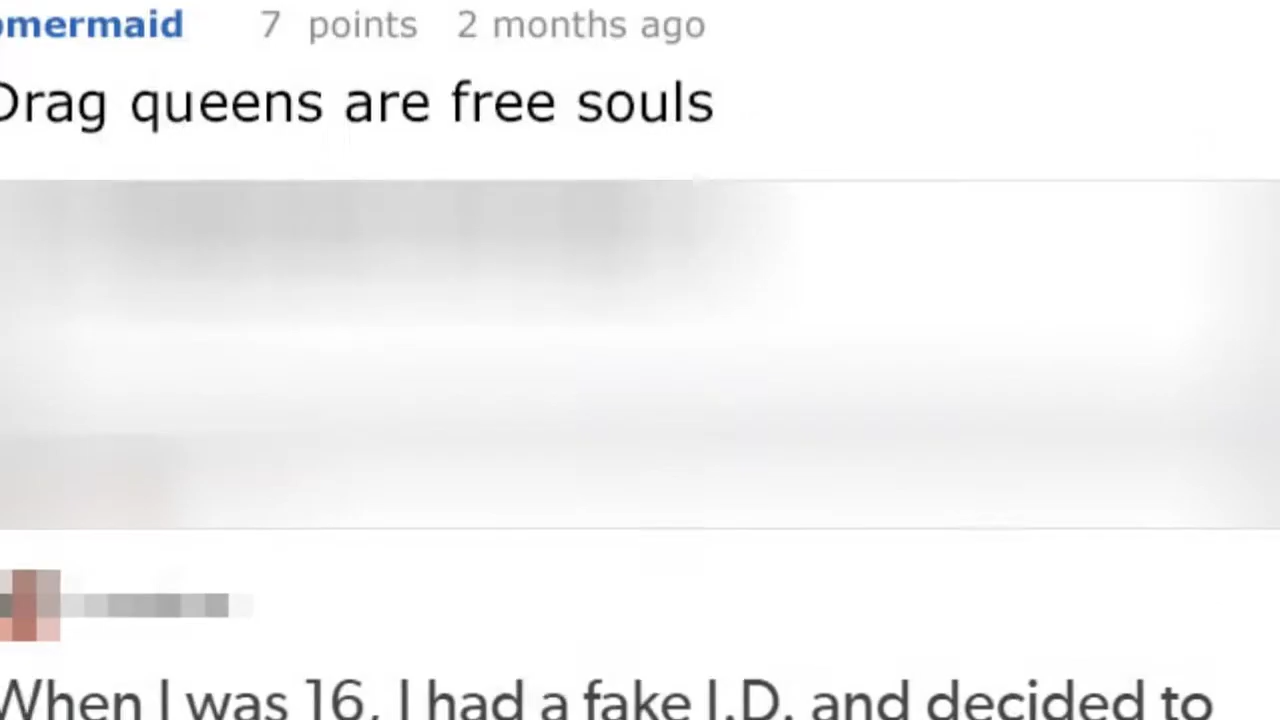 mermaid 7 points 2 months ago
Drag queens are free souls
When I was 16, I had a fake I.D. and decided to